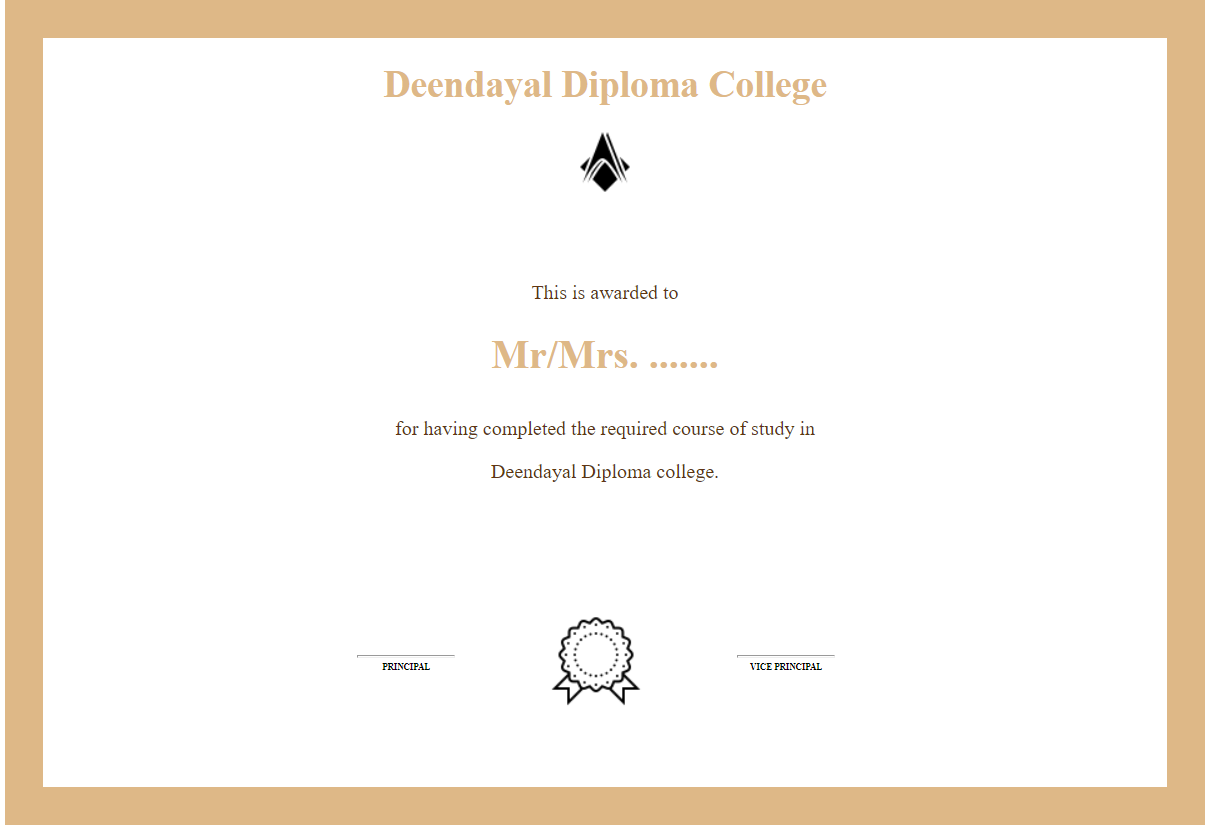 Deendayal Diploma College
This is awarded to
Mr/Mrs. .......
for having completed the required course of study in
Deendayal Diploma college.
PRINCIPAL
VICE PRINCIPAL